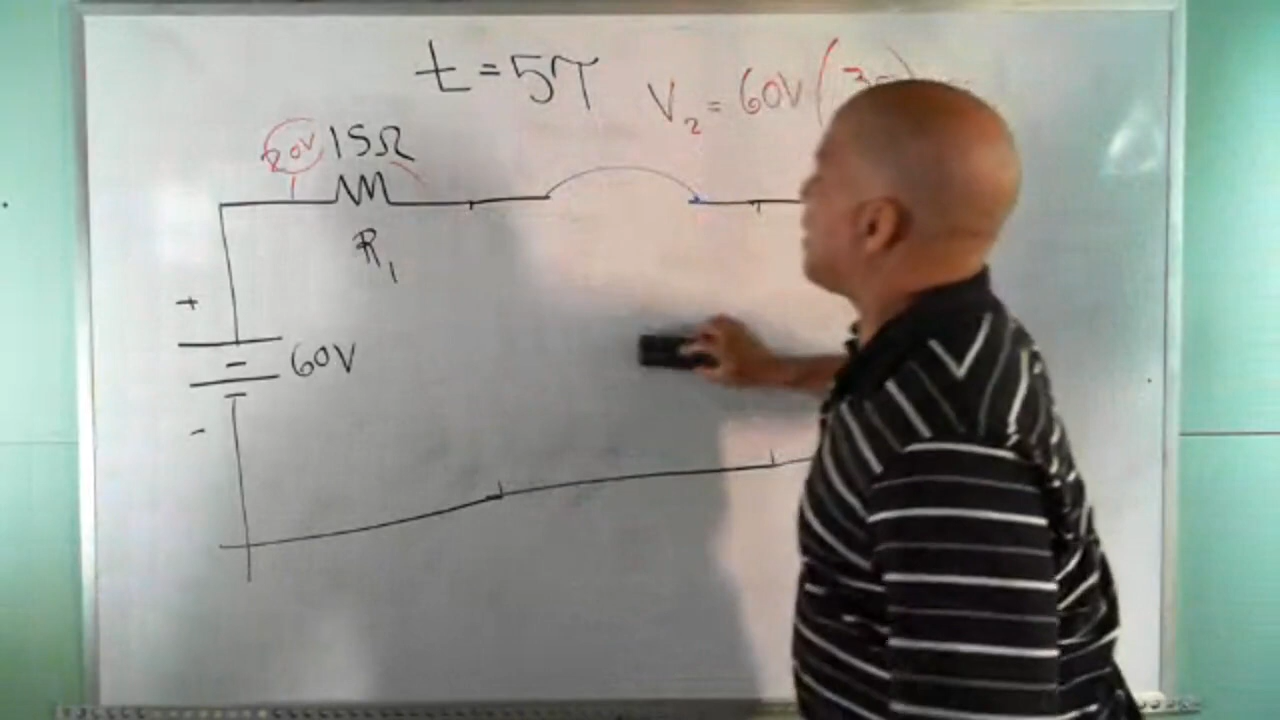 t = 5τ
V₂ = 60V (
20V 15Ω
R₁
+
60V
-